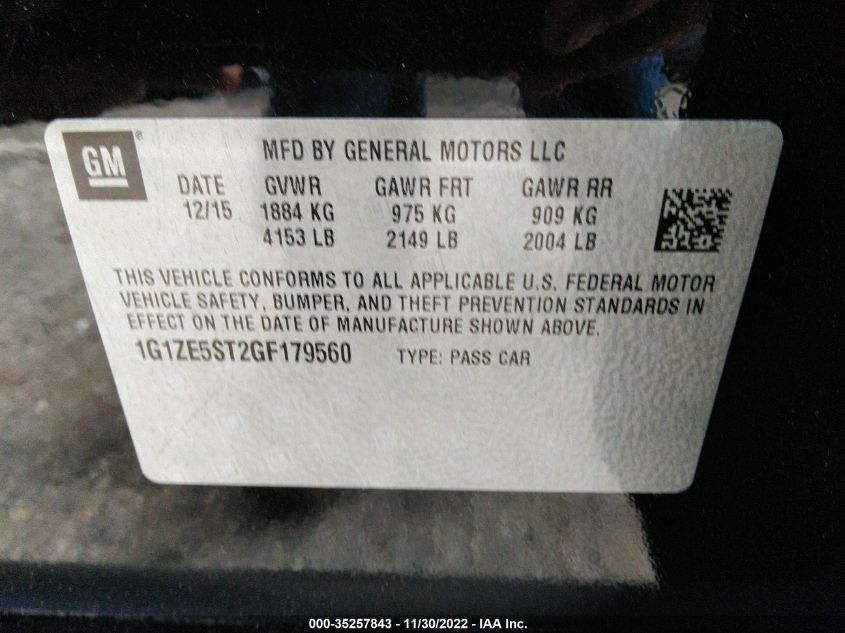 GM ®
MFD BY GENERAL MOTORS LLC
DATE GVWR GAWR FRT GAWR RR
12/15 1884 KG 975 KG 909 KG
4153 LB 2149 LB 2004 LB
THIS VEHICLE CONFORMS TO ALL APPLICABLE U.S. FEDERAL MOTOR
VEHICLE SAFETY, BUMPER, AND THEFT PREVENTION STANDARDS IN
EFFECT ON THE DATE OF MANUFACTURE SHOWN ABOVE.
1G1ZE5ST2GF179560 TYPE: PASS CAR
000-35257843 - 11/30/2022 - IAA Inc.